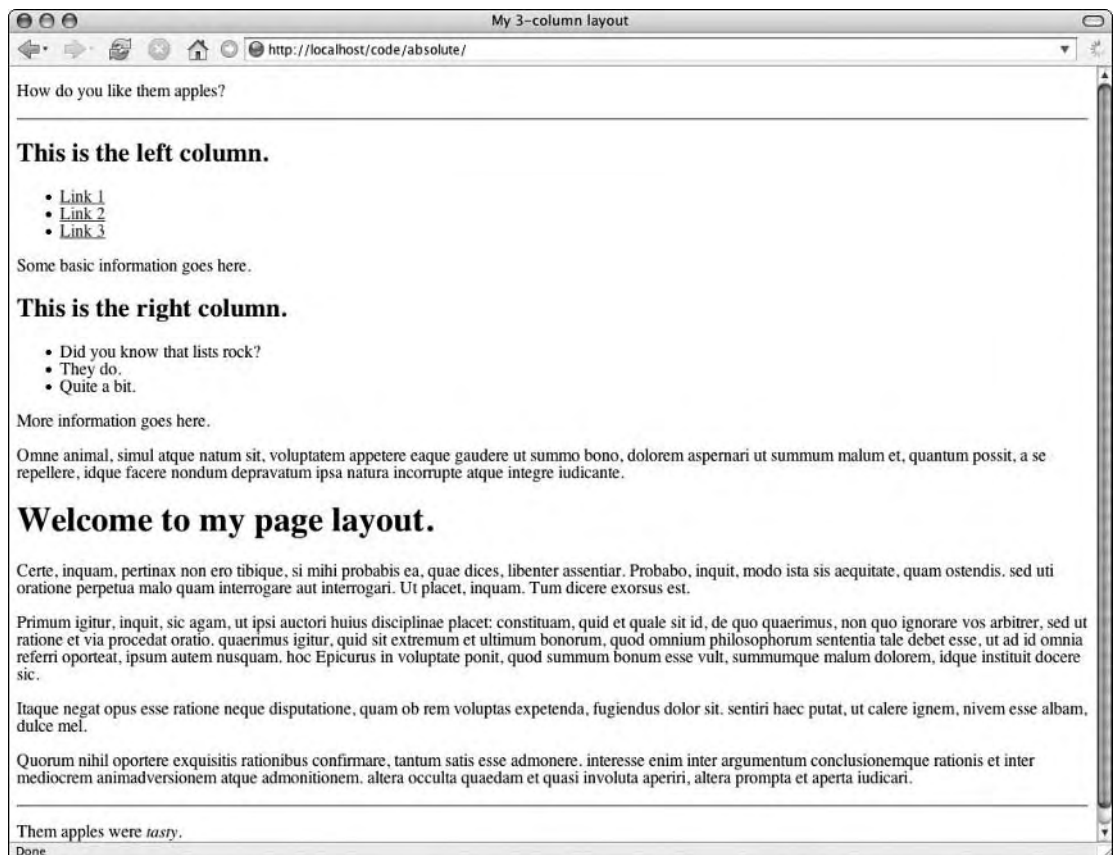 My 3-column layout
http://localhost/code/absolute/
How do you like them apples?
This is the left column.
• Link 1
• Link 2
• Link 3
Some basic information goes here.
This is the right column.
• Did you know that lists rock?
• They do.
• Quite a bit.
More information goes here.
Omne animal, simul atque natum sit, voluptatem appetere eaque gaudere ut summo bono, dolorem aspernari ut summum malum et, quantum possit, a se
repellere, idque facere nondum depravatum ipsa natura incorrupte atque integre iudicante.
Welcome to my page layout.
Certe, inquam, pertinax non ero tibique, si mihi probabis ea, quae dices, libenter assentiar. Probabo, inquit, modo ista sis aequitate, quam ostendis. sed uti
oratione perpetua malo quam interrogare aut interrogari. Ut placet, inquam. Tum dicere exorsus est.
Primum igitur, inquit, sic agam, ut ipsi auctori huius disciplinae placet: constituam, quid et quale sit id, de quo quaerimus, non quo ignorare vos arbitrer, sed ut
ratione et via procedat oratio. quaerimus igitur, quid sit extremum et ultimum bonorum, quod omnium philosophorum sententia tale debet esse, ut ad id omnia
referri oporteat, ipsum autem nusquam. hoc Epicurus in voluptate ponit, quod summum bonum esse vult, summumque malum dolorem, idque instituit docere
sic.
Itaque negat opus esse ratione neque disputatione, quam ob rem voluptas expetenda, fugiendus dolor sit. sentiri haec putat, ut calere ignem, nivem esse albam,
dulce mel.
Quorum nihil oportere exquisitis rationibus confirmare, tantum satis esse admonere. interesse enim inter argumentum conclusionemque rationis et inter
mediocrem animadversionem atque admonitionem. altera occulta quaedam et quasi involuta aperiri, altera prompta et aperta iudicari.
Them apples were tasty.
Done